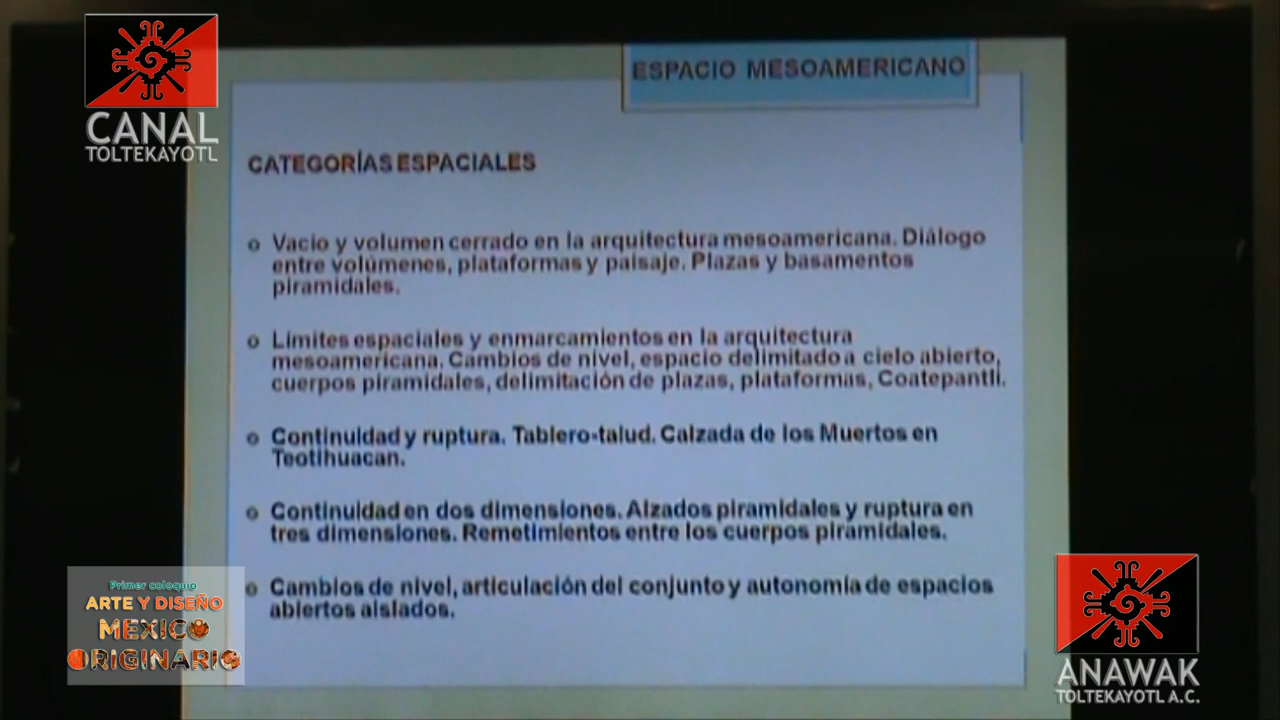 CANAL
TOLTEKAYOTL
ESPACIO MESOAMERICANO
CATEGORÍAS ESPACIALES
o Vacio y volumen cerrado en la arquitectura mesoamericana. Diálogo
entre volúmenes, plataformas y paisaje. Plazas y basamentos
piramidales.
o Límites espaciales y enmarcamientos en la arquitectura
mesoamericana. Cambios de nivel, espacio delimitado a cielo abierto,
cuerpos piramidales, delimitación de plazas, plataformas, Coatepantli.
o Continuidad y ruptura. Tablero-talud. Calzada de los Muertos en
Teotihuacan.
o Continuidad en dos dimensiones. Alzados piramidales y ruptura en
tres dimensiones. Remetimientos entre los cuerpos piramidales.
o Cambios de nivel, articulación del conjunto y autonomía de espacios
abiertos aislados.
Primer coloquio
ARTE Y DISEÑO
MEXICO
ORIGINARIO
ANAWAK
TOLTEKAYOTL A.C.